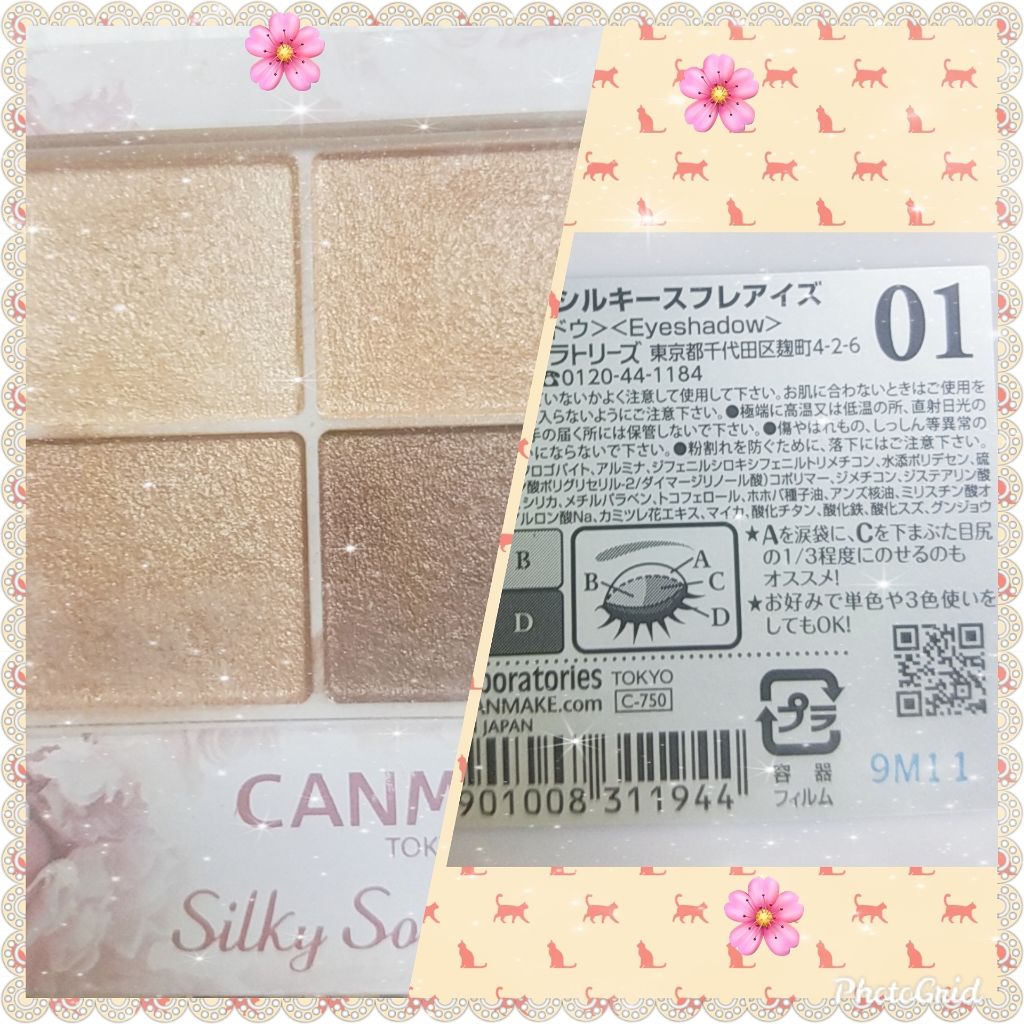 CANM
TOK
Silky So
シルキースフレアイズ
01
ドウ><Eyeshadow>
ラトリーズ 東京都千代田区麹町4-2-6
☎0120-44-1184
いないかよく注意して使用して下さい。お肌に合わないときはご使用を
入らないようにご注意下さい。●極端に高温又は低温の所、直射日光の
手の届く所には保管しないで下さい。●傷やはれもの、しっしん等異常の
にならないで下さい。●粉割れを防ぐために、落下にはご注意下さい。
ロゴパイト、アルミナ、ジフェニルシロキシフェニルトリメチコン、水添ポリデセン、硫
酸ポリグリセリル-2/ダイマージリノール酸)コポリマー、ジメチコン、ジステアリン酸
シリカ、メチルパラベン、トコフェロール、ホホバ種子油、アンズ核油、ミリスチン酸オ
ルロン酸Na、カミツレ花エキス、マイカ、酸化チタン、酸化鉄、酸化スズ、グンジョウ
B
D
A
B
C
D
★Aを涙袋に、Cを下まぶた目尻
の1/3程度にのせるのも
オススメ!
★お好みで単色や3色使いを
してもOK!
boratories TOKYO
ANMAKE.com C-750
JAPAN
プラ
容器
フィルム
9M11
901008 311944
PhotoGrid